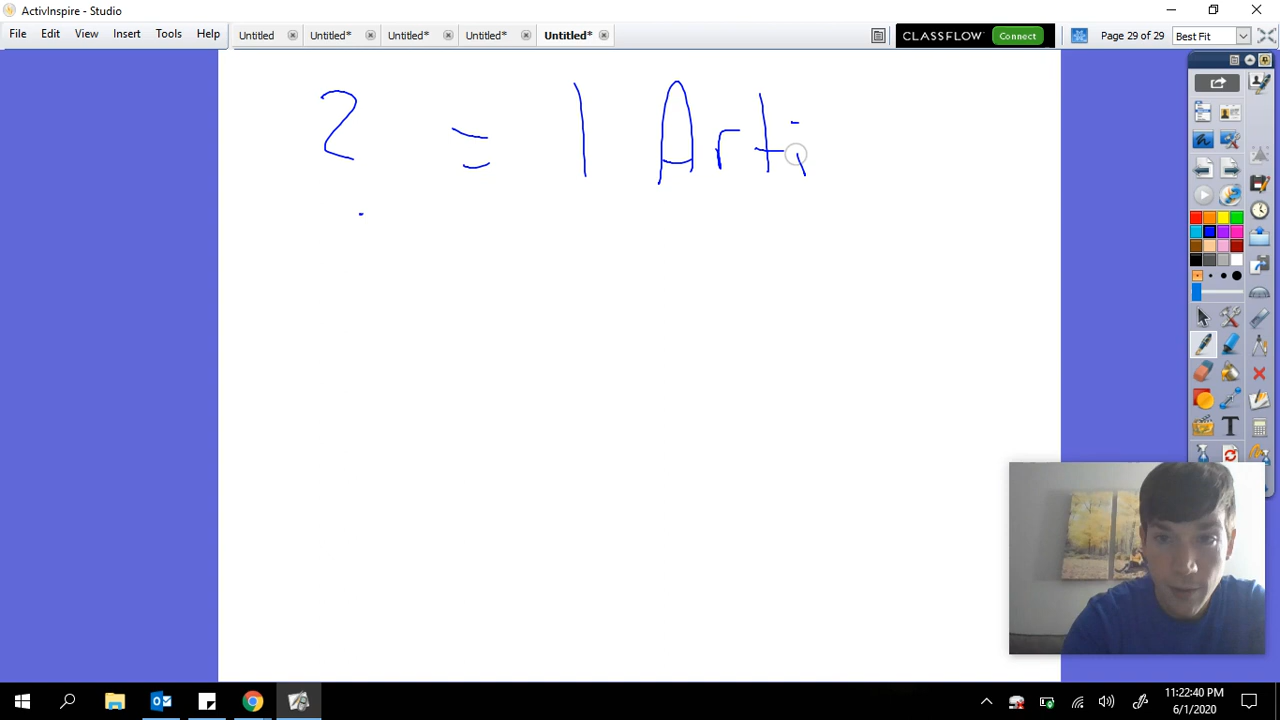 ActivInspire - Studio
File Edit View Insert Tools Help
Untitled Untitled* Untitled* Untitled* Untitled*
CLASSFLOW Connect
Page 29 of 29 Best Fit
2 = 1 Arti
11:22:40 PM
6/1/2020